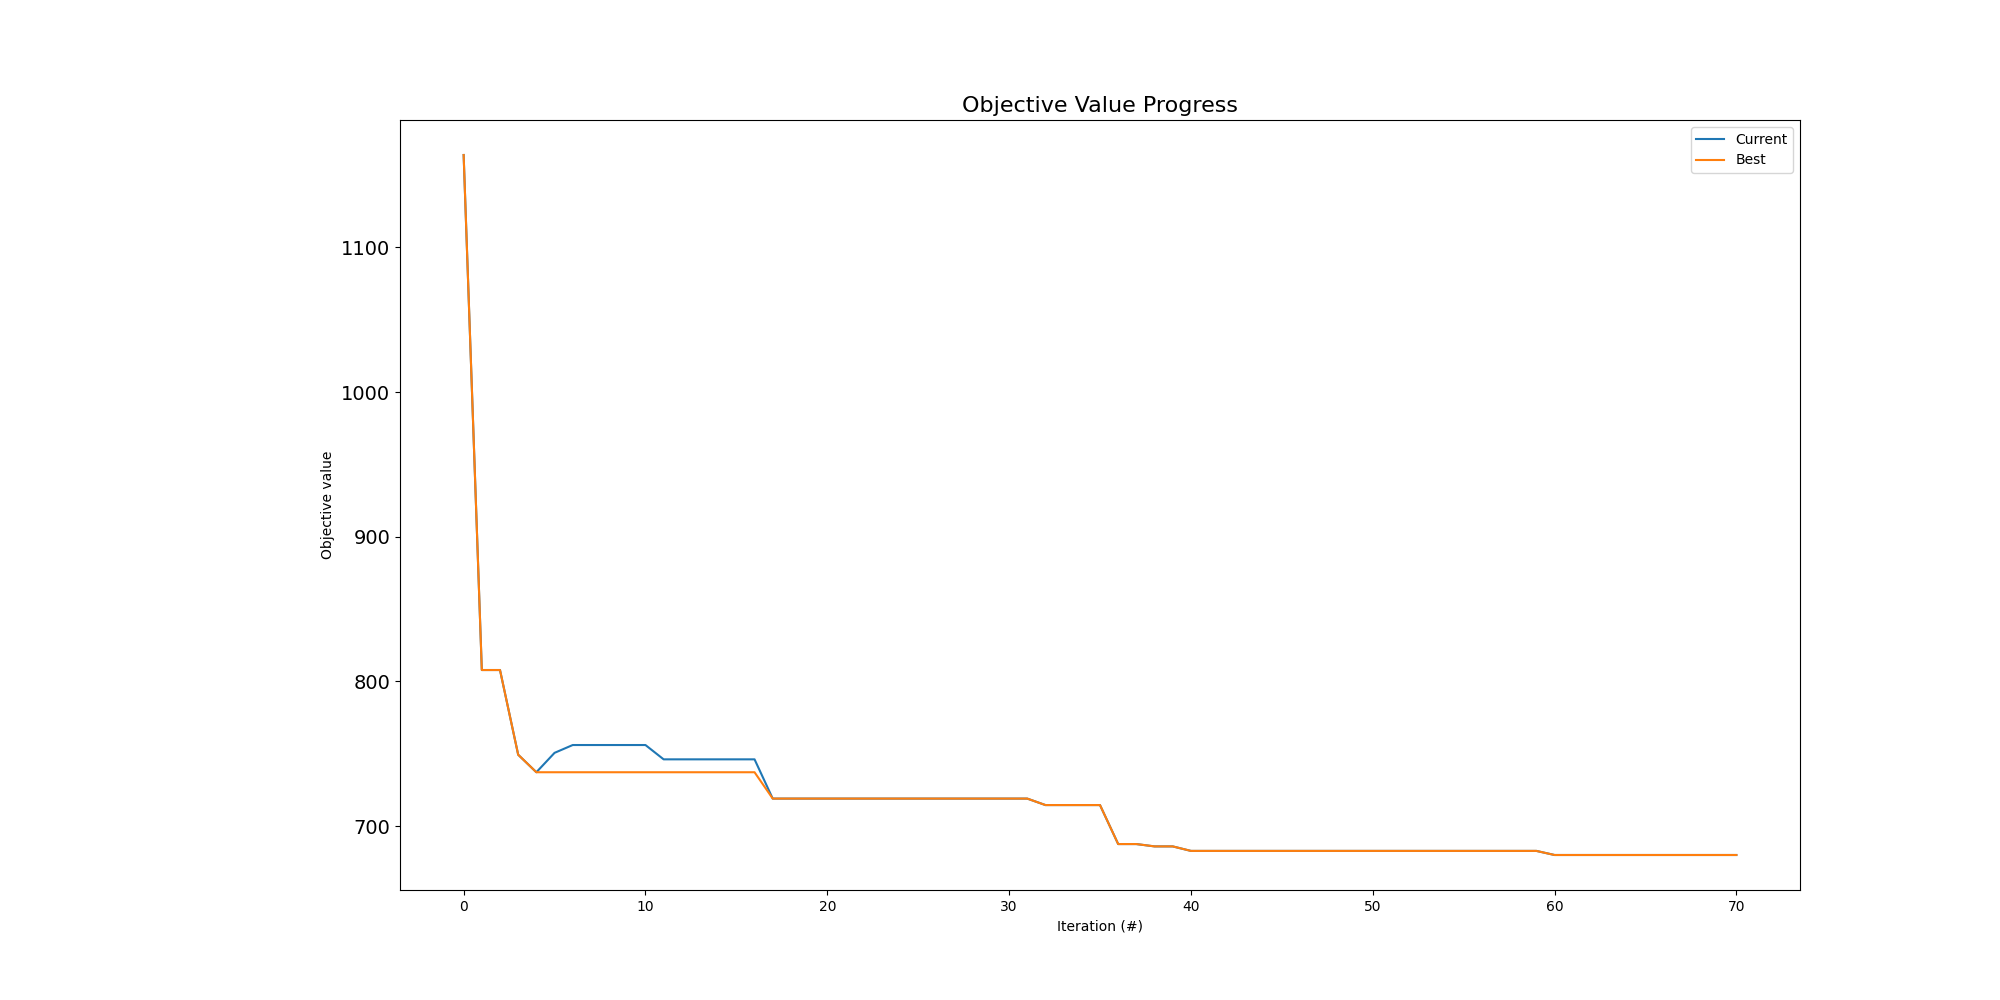 Objective Value Progress
Current
Best
1100
1000
900
800
700
Objective value
0 10 20 30 40 50 60 70
Iteration (#)